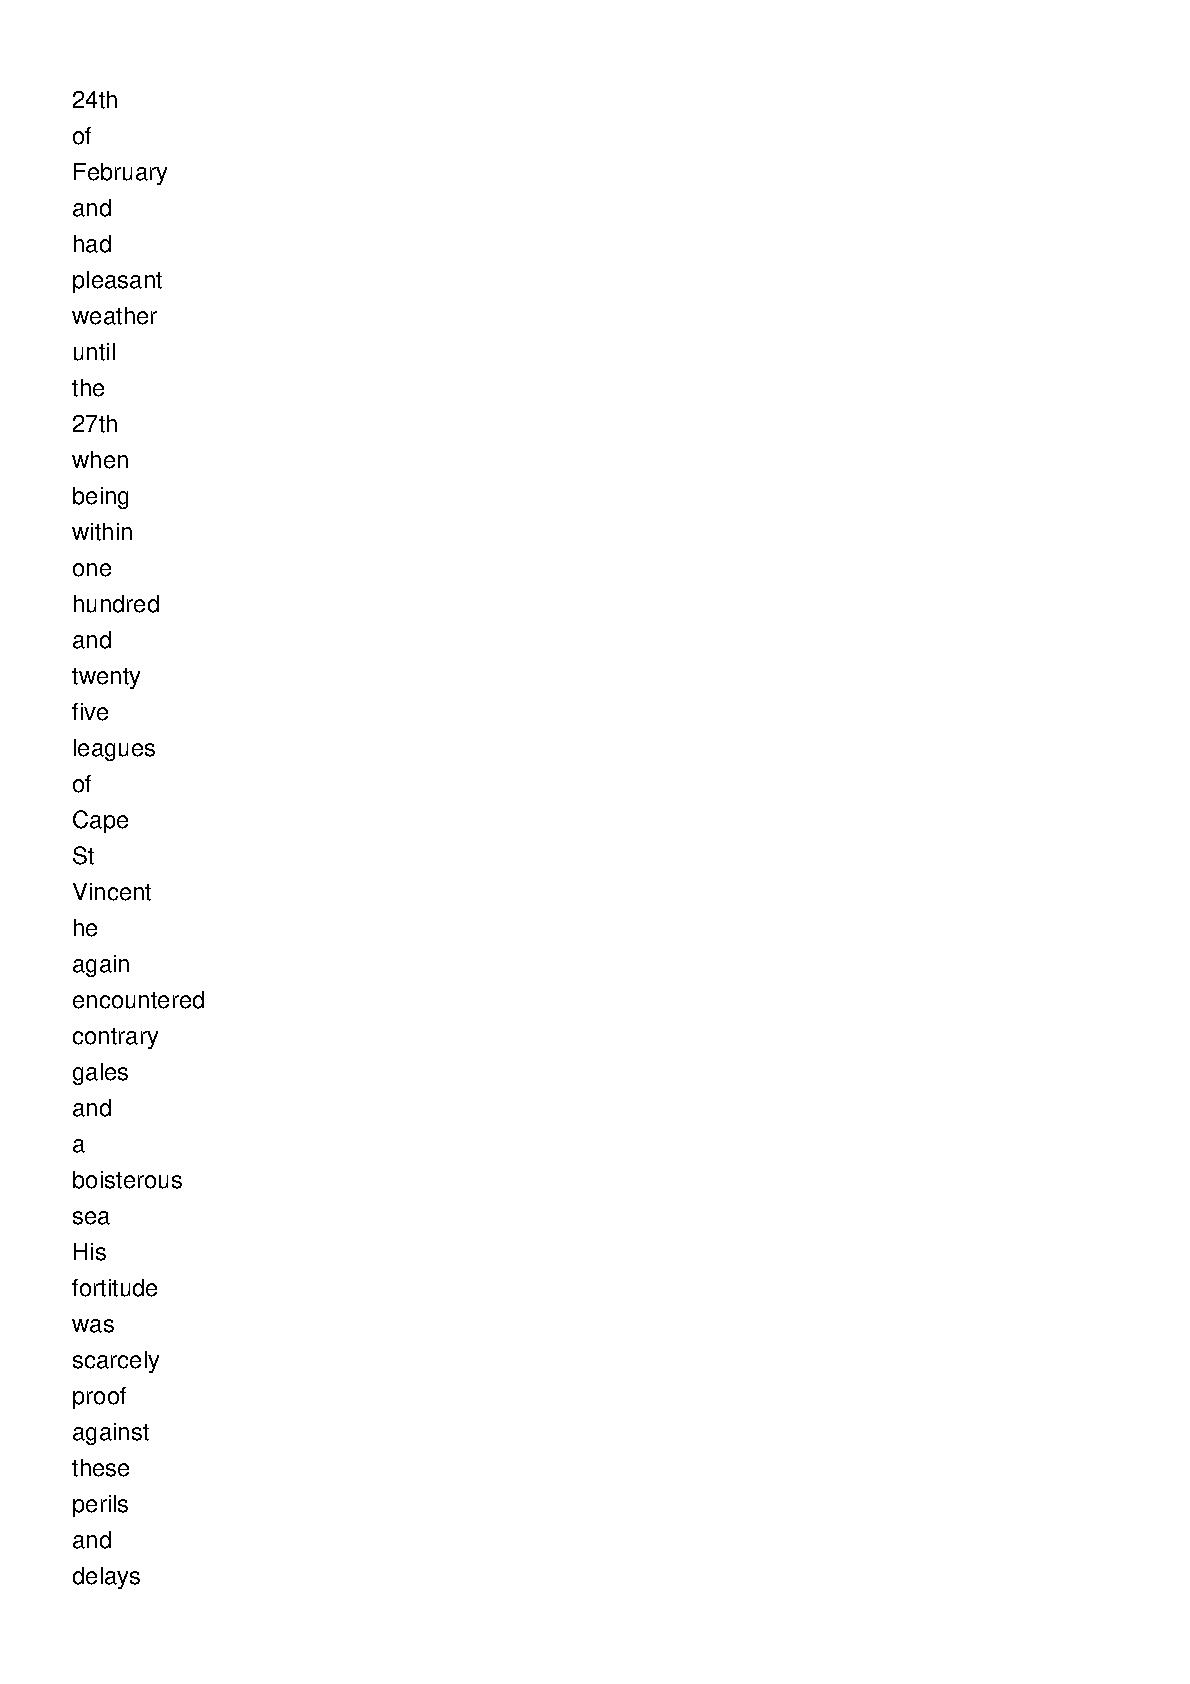 24th
of
February
and
had
pleasant
weather
until
the
27th
when
being
within
one
hundred
and
twenty
five
leagues
of
Cape
St
Vincent
he
again
encountered
contrary
gales
and
a
boisterous
sea
His
fortitude
was
scarcely
proof
against
these
perils
and
delays